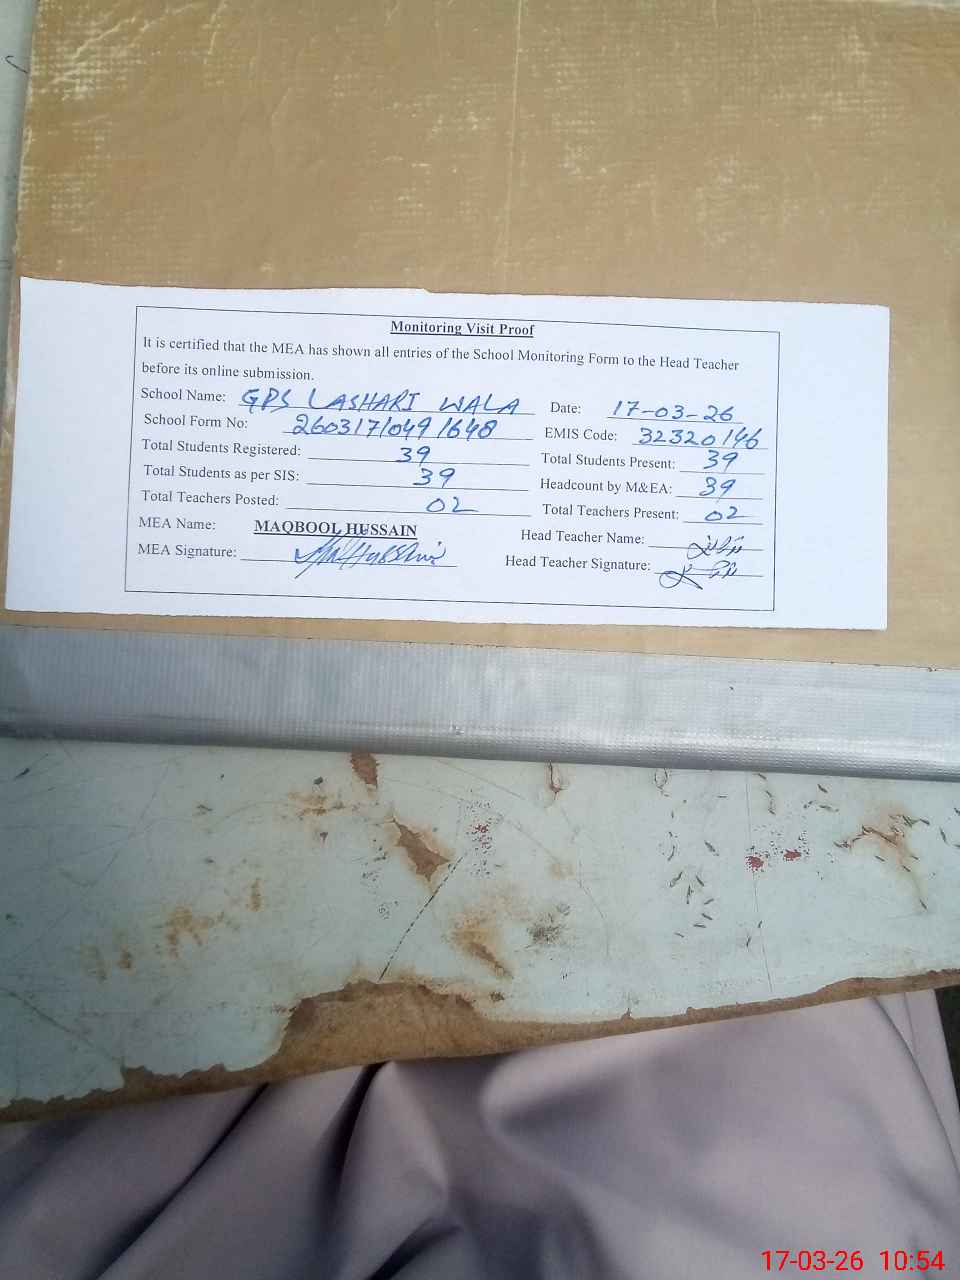 Monitoring Visit Proof
It is certified that the MEA has shown all entries of the School Monitoring Form to the Head Teacher
before its online submission.
School Name: GPS LASHARI WALA Date: 17-03-26
School Form No: 260317/0491648 EMIS Code: 32320146
Total Students Registered: 39 Total Students Present: 39
Total Students as per SIS: 39 Headcount by M&EA: 39
Total Teachers Posted: 02 Total Teachers Present: 02
MEA Name: MAQBOOL HUSSAIN Head Teacher Name:
MEA Signature: Head Teacher Signature:
17-03-26 10:54